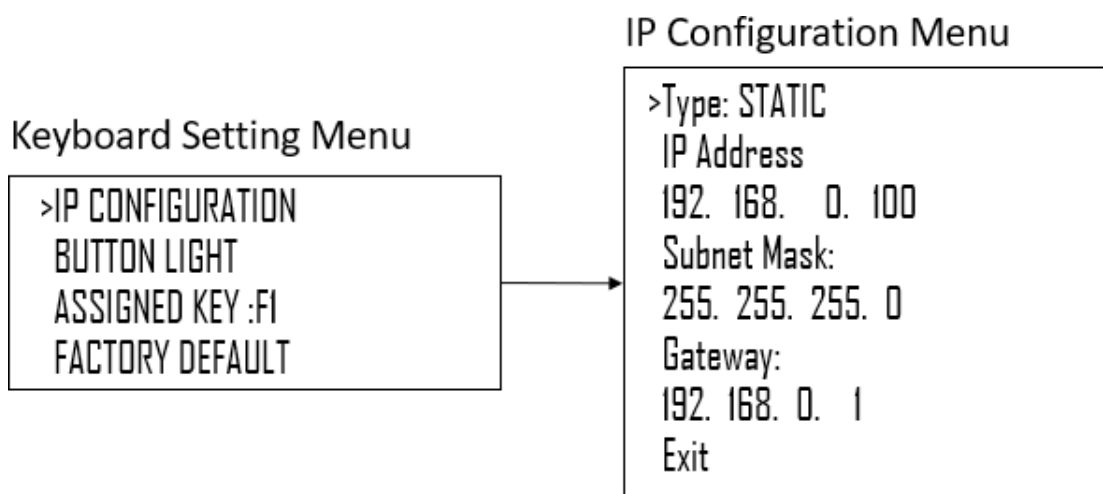 Keyboard Setting Menu
>IP CONFIGURATION
BUTTON LIGHT
ASSIGNED KEY :F1
FACTORY DEFAULT
IP Configuration Menu
>Type: STATIC
IP Address
192. 168. 0. 100
Subnet Mask:
255. 255. 255. 0
Gateway:
192. 168. 0. 1
Exit